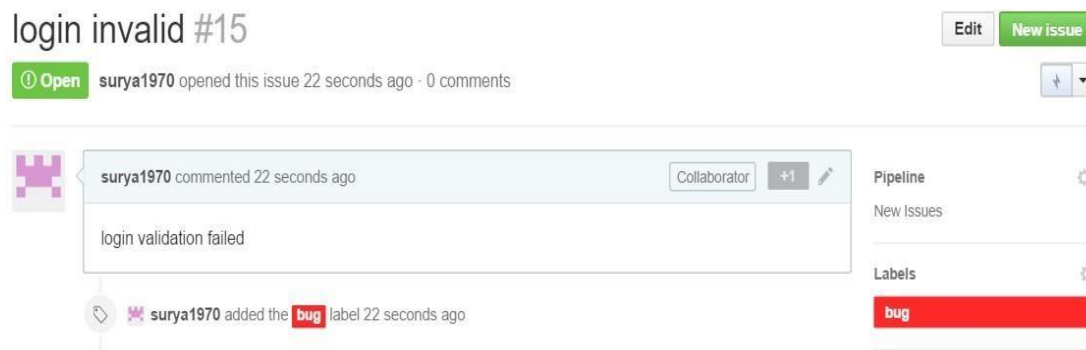 login invalid #15
Edit
New issue
Open surya1970 opened this issue 22 seconds ago · 0 comments
surya1970 commented 22 seconds ago
Collaborator
+1
Pipeline
New Issues
login validation failed
Labels
bug
surya1970 added the bug label 22 seconds ago